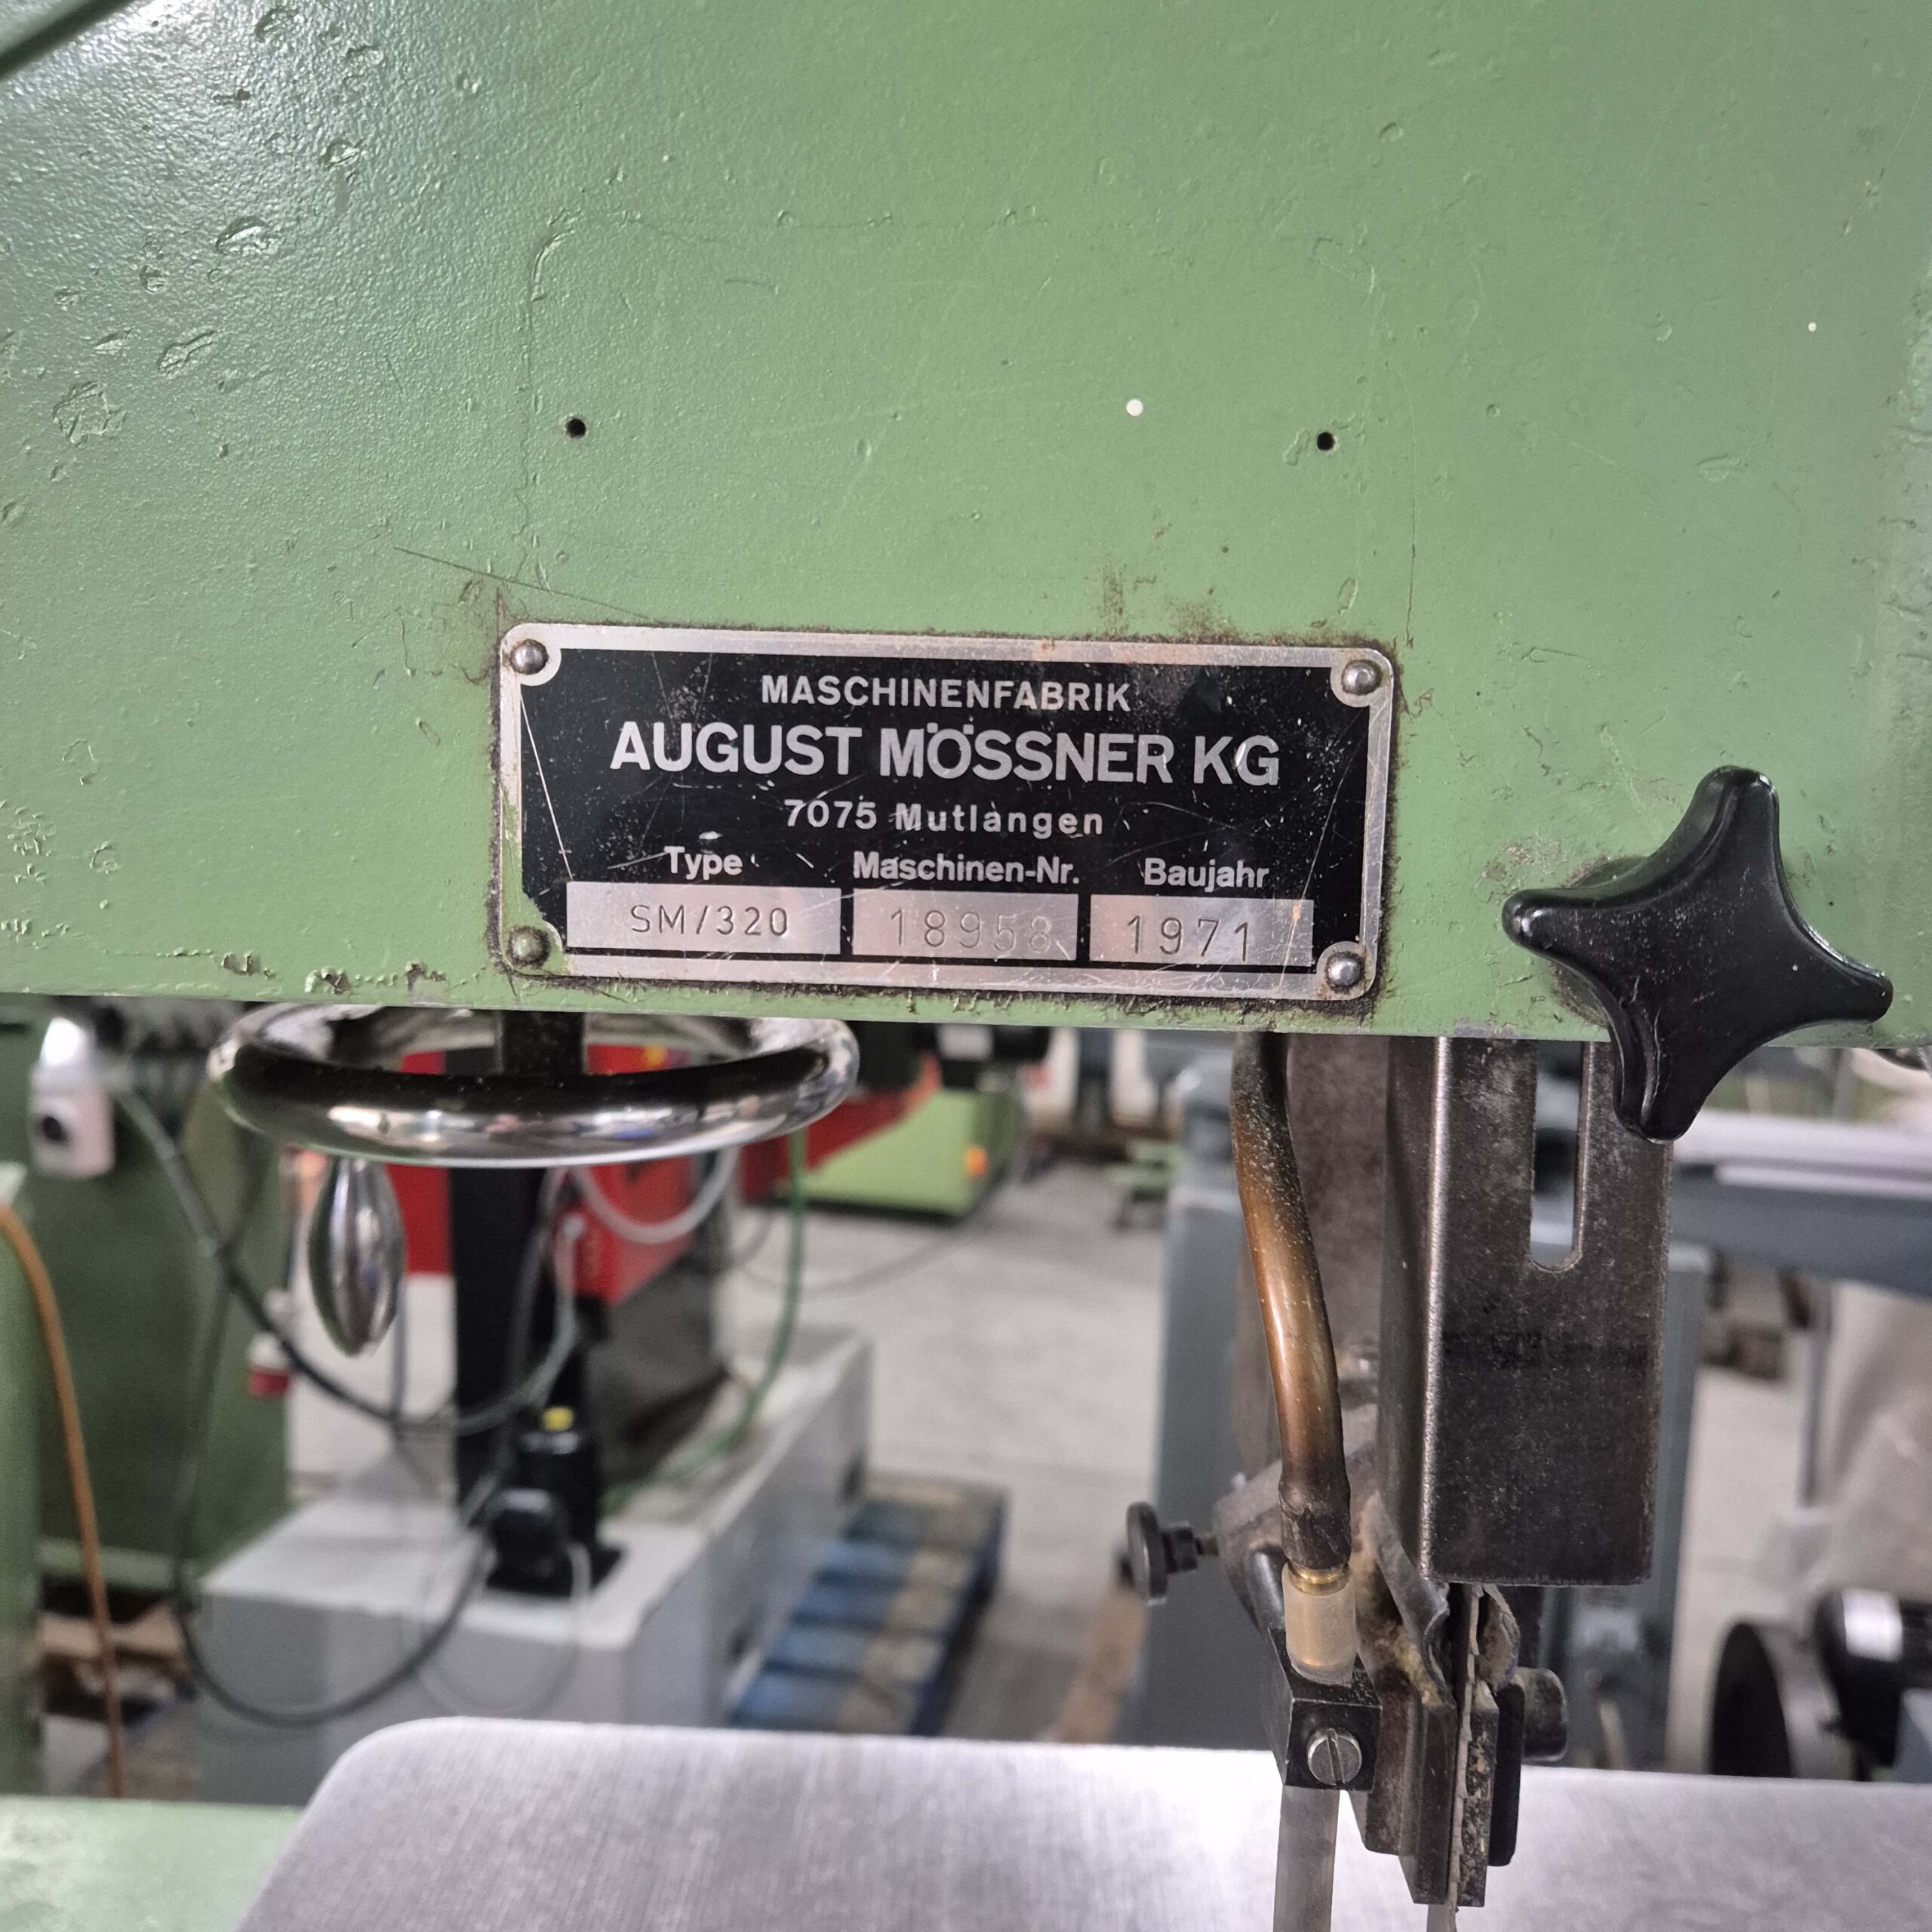 MASCHINENFABRIK
AUGUST MÖSSNER KG
7075 Mutlangen
Type Maschinen-Nr. Baujahr
SM/320 18958 1971